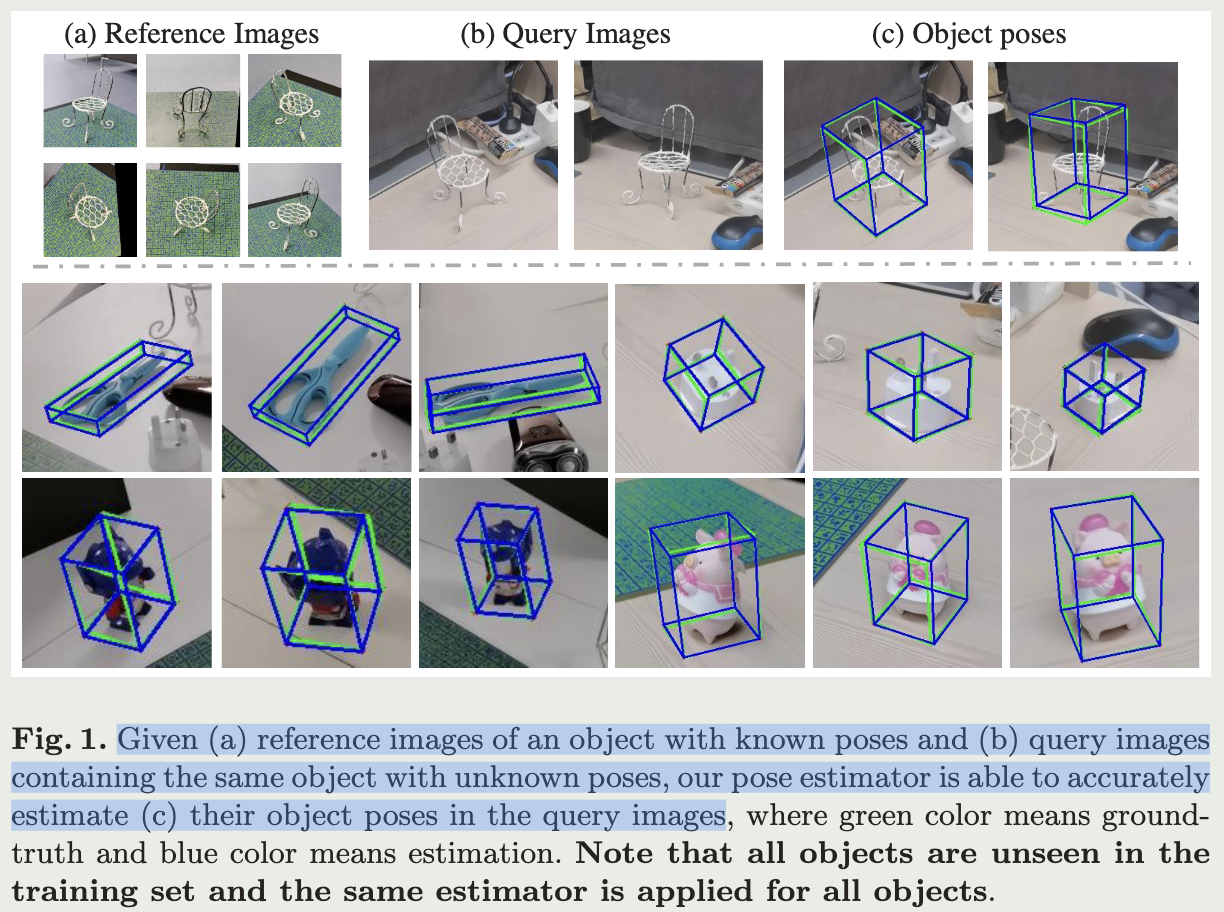 (a) Reference Images (b) Query Images (c) Object poses
Fig. 1. Given (a) reference images of an object with known poses and (b) query images
containing the same object with unknown poses, our pose estimator is able to accurately
estimate (c) their object poses in the query images, where green color means ground-
truth and blue color means estimation. Note that all objects are unseen in the
training set and the same estimator is applied for all objects.